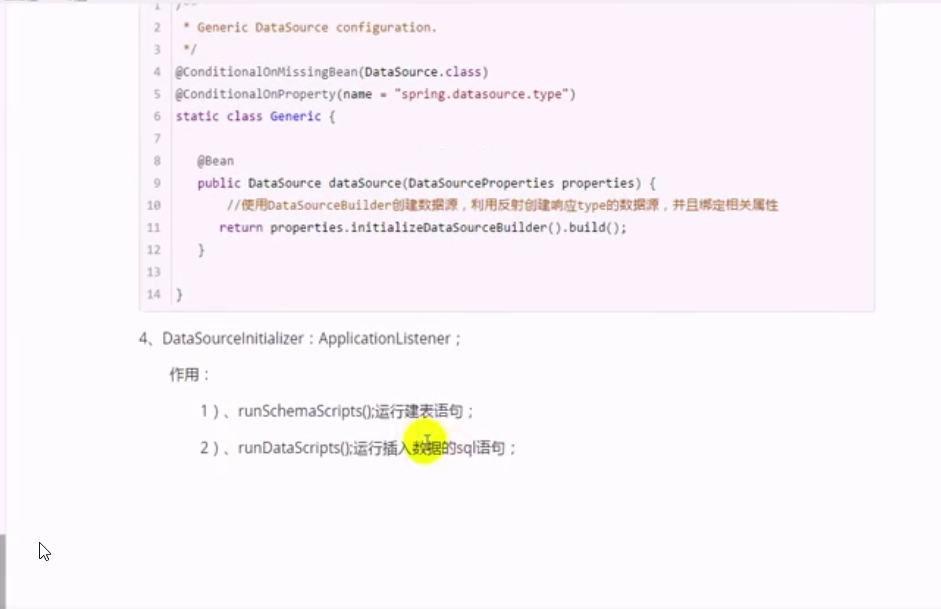 1 /**
2 * Generic DataSource configuration.
3 */
4 @ConditionalOnMissingBean(DataSource.class)
5 @ConditionalOnProperty(name = "spring.datasource.type")
6 static class Generic {
7
8 @Bean
9 public DataSource dataSource(DataSourceProperties properties) {
10 //使用DataSourceBuilder创建数据源，利用反射创建响应type的数据源，并且绑定相关属性
11 return properties.initializeDataSourceBuilder().build();
12 }
13
14 }
4、DataSourceInitializer：ApplicationListener；
作用：
1）、runSchemaScripts();运行建表语句；
2）、runDataScripts();运行插入数据的sql语句；